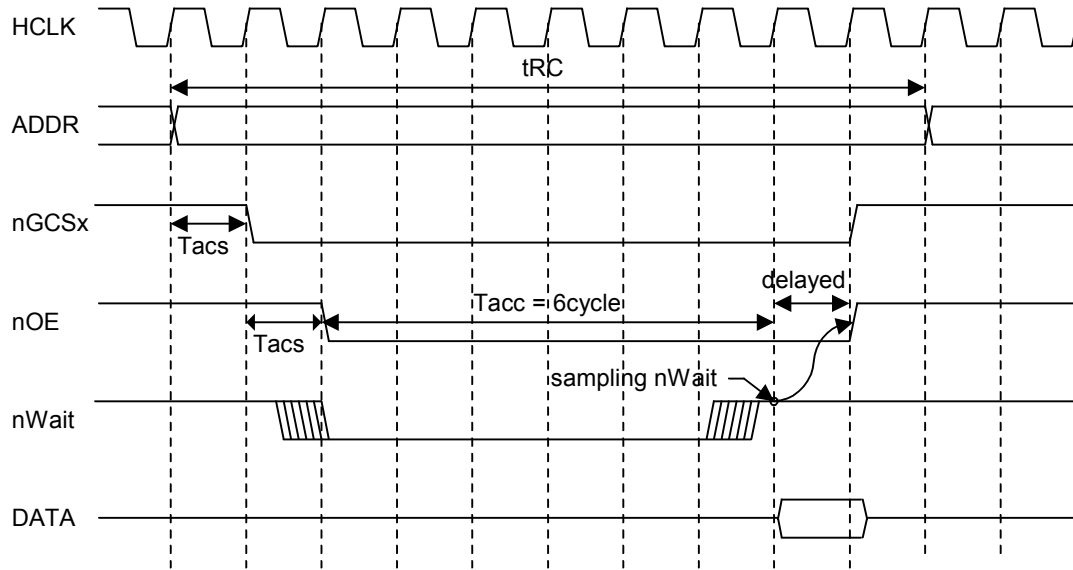 HCLK
tRC
ADDR
nGCSx
Tacs
delayed
nOE
Tacc = 6cycle
Tacs
sampling nWait
nWait
DATA